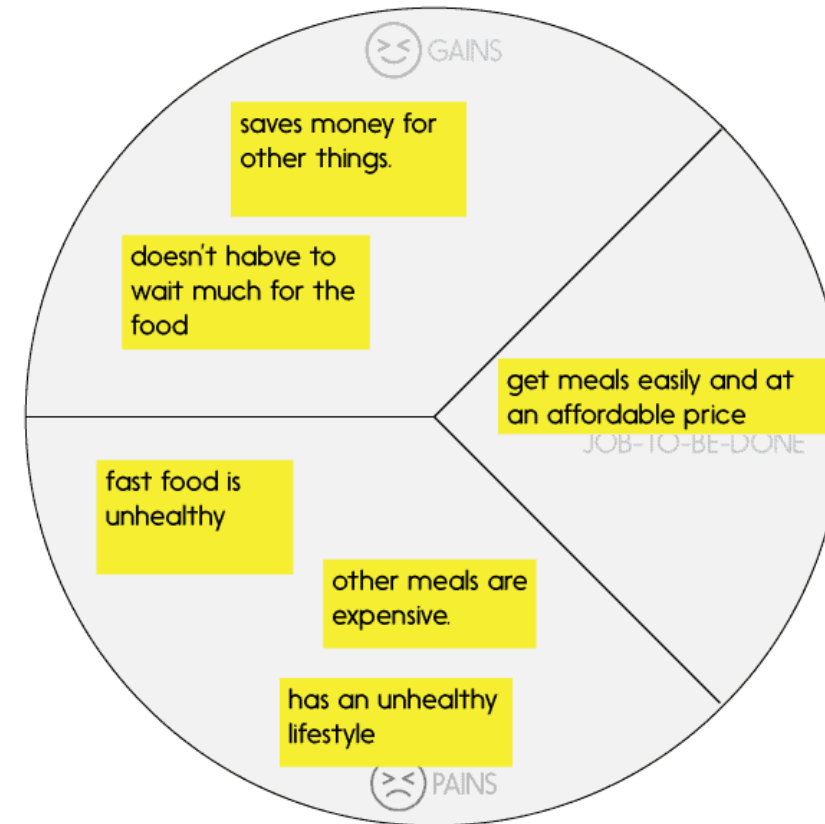 GAINS
saves money for
other things.
doesn't habve to
wait much for the
food
get meals easily and at
an affordable price
JOB-TO-BE-DONE
fast food is
unhealthy
other meals are
expensive.
has an unhealthy
lifestyle
PAINS